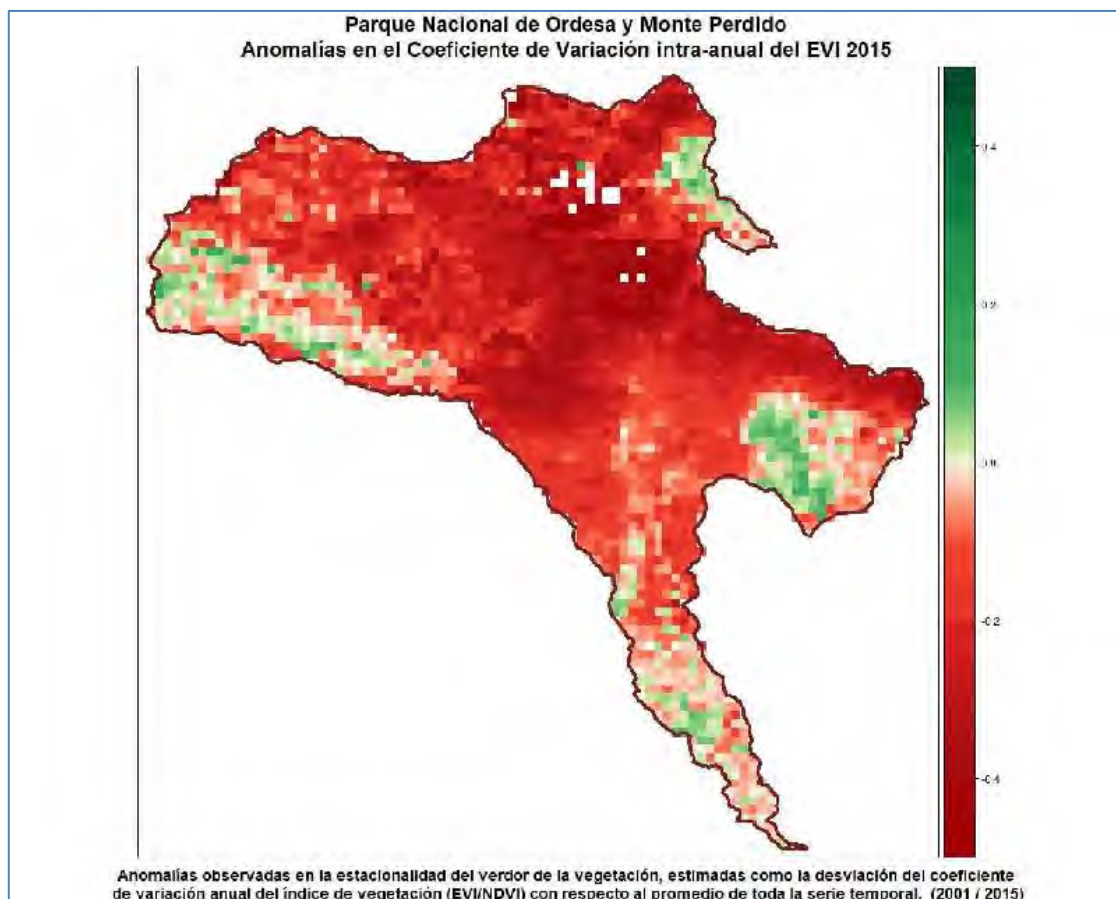 Parque Nacional de Ordesa y Monte Perdido
Anomalías en el Coeficiente de Variación intra-anual del EVI 2015
0.4
0.2
0.0
-0.2
-0.4
Anomalías observadas en la estacionalidad del verdor de la vegetación, estimadas como la desviación del coeficiente
de variación anual del índice de vegetación (EVI/NDVI) con respecto al promedio de toda la serie temporal. (2001 / 2015)